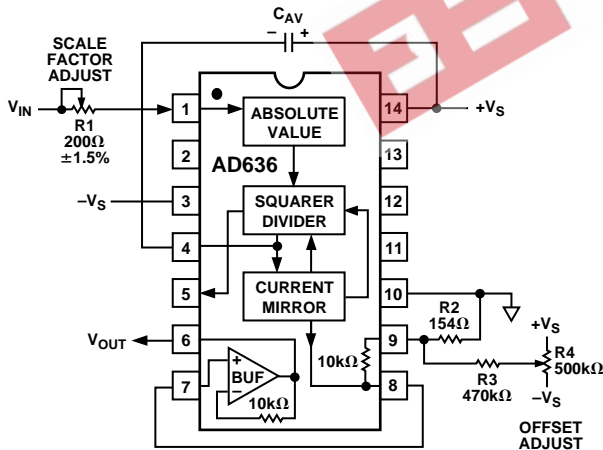 C_AV
− +
SCALE
FACTOR
ADJUST
V_IN
R1
200Ω
±1.5%
1
ABSOLUTE
VALUE
14
+V_S
2
AD636
13
−V_S
3
SQUARER
DIVIDER
12
4
11
5
CURRENT
MIRROR
10
R2
154Ω
+V_S
V_OUT
6
9
10kΩ
R4
500kΩ
7
+
BUF
−
10kΩ
8
R3
470kΩ
−V_S
OFFSET
ADJUST